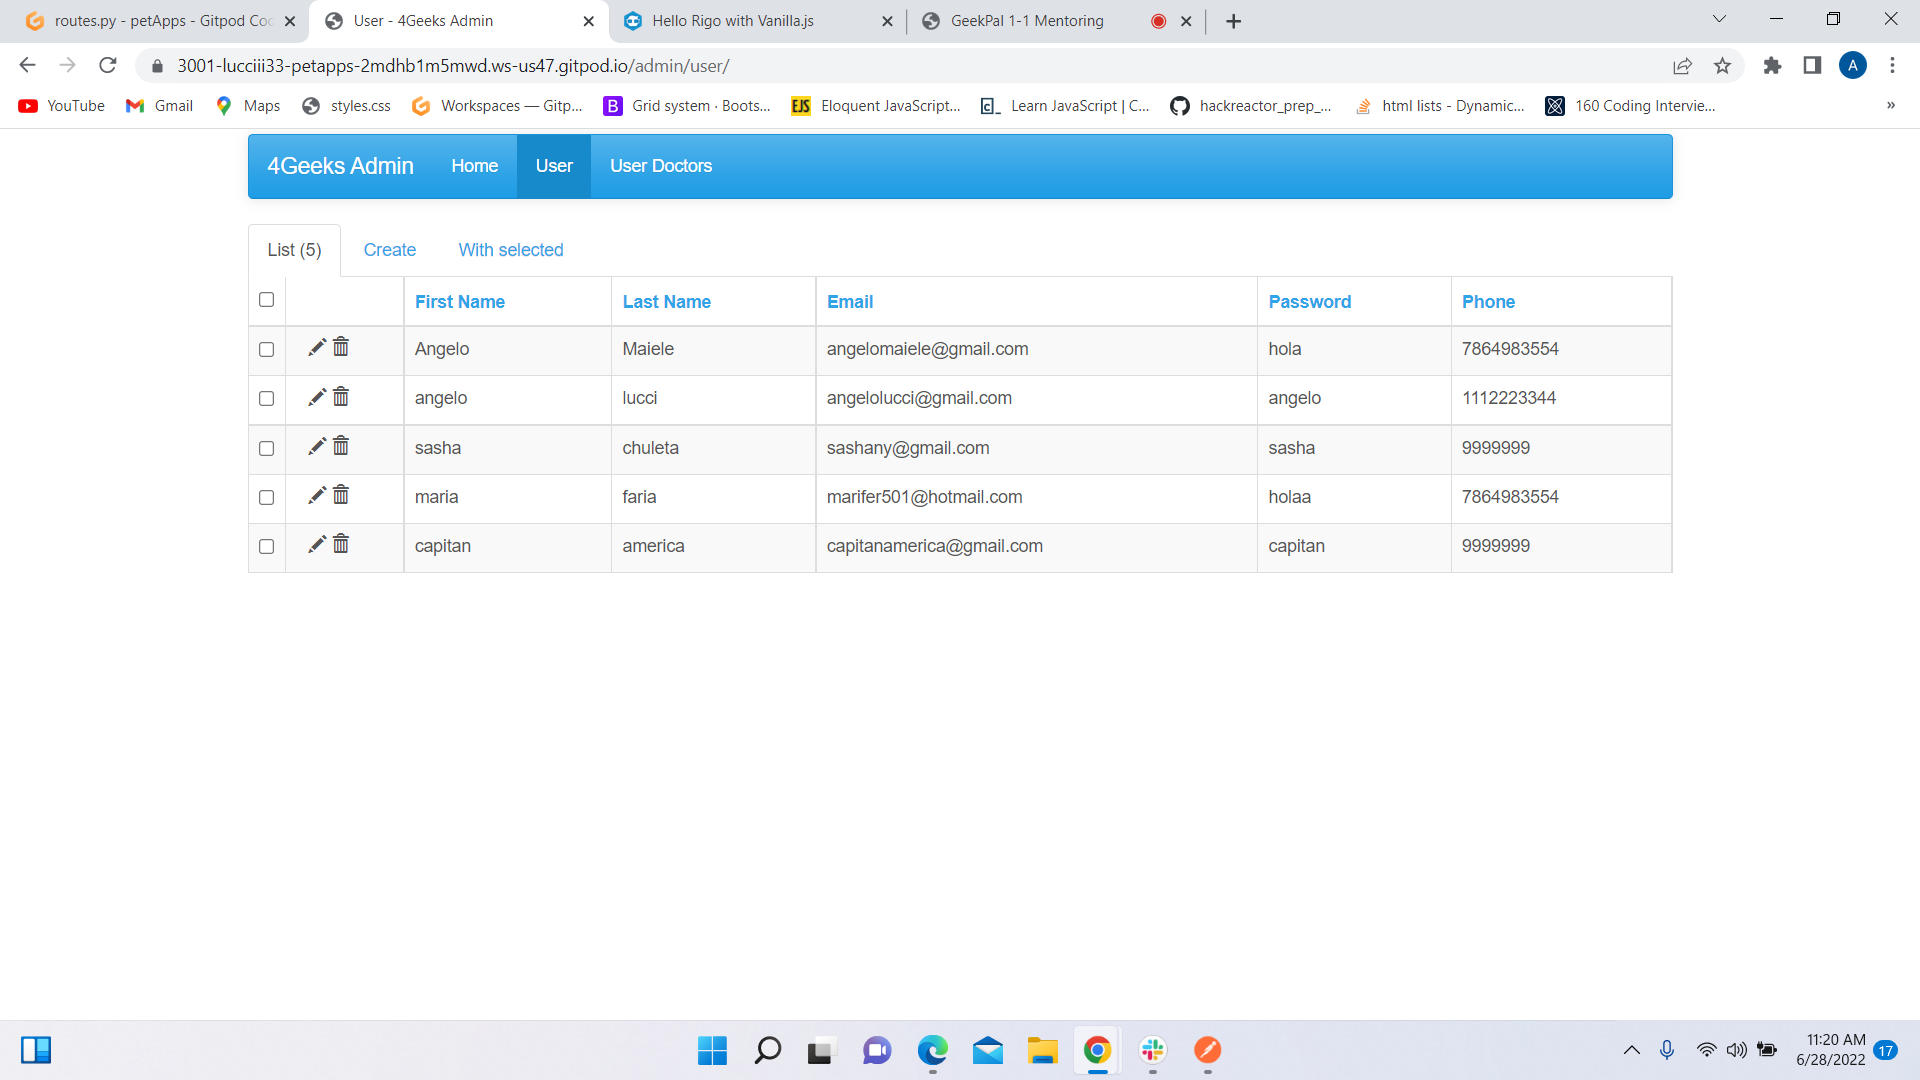 routes.py - petApps - Gitpod Coc
User - 4Geeks Admin
Hello Rigo with Vanilla.js
GeekPal 1-1 Mentoring
3001-lucciii33-petapps-2mdhb1m5mwd.ws-us47.gitpod.io/admin/user/
A
YouTube
Gmail
Maps
styles.css
Workspaces — Gitp...
B Grid system · Boots...
EJS Eloquent JavaScript...
c_ Learn JavaScript | C...
hackreactor_prep_...
html lists - Dynamic...
160 Coding Intervie...
»
4Geeks Admin Home User User Doctors
List (5) Create With selected
First Name Last Name Email Password Phone
Angelo Maiele angelomaiele@gmail.com hola 7864983554
angelo lucci angelolucci@gmail.com angelo 1112223344
sasha chuleta sashany@gmail.com sasha 9999999
maria faria marifer501@hotmail.com holaa 7864983554
capitan america capitanamerica@gmail.com capitan 9999999
11:20 AM
6/28/2022
17